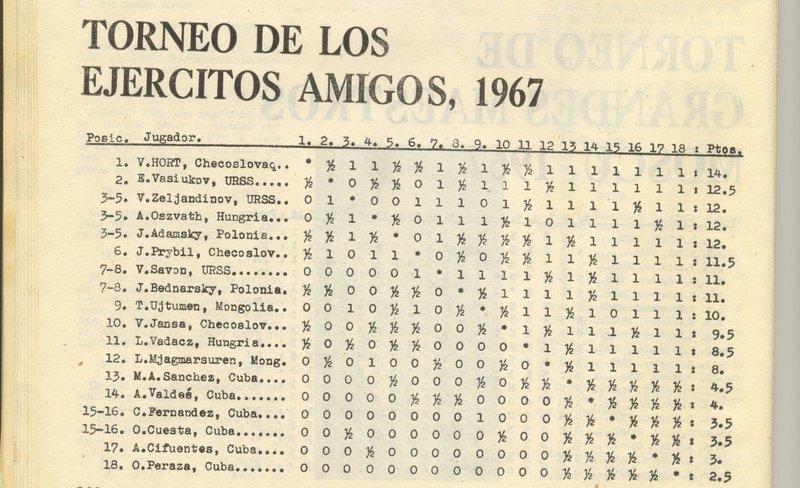 TORNEO DE LOS
EJERCITOS AMIGOS, 1967
Posic. Jugador. 1. 2. 3. 4. 5. 6. 7. 8. 9. 10 11 12 13 14 15 16 17 18 : Ptos.
1. V.HORT, Checoslovaq.. * ½ 1 1 ½ ½ 1 ½ 1 ½ ½ 1 1 1 1 1 1 1 : 14.
2. E.Vasiukov, URSS..... ½ * 0 ½ ½ 0 1 ½ 1 1 1 ½ 1 1 1 1 1 1 : 12.5
3-5. V.Zeljandinov, URSS.. 0 1 * 0 0 1 1 1 0 1 ½ 1 1 1 1 ½ 1 1 : 12.
3-5. A.Oszvath, Hungria... 0 ½ 1 * ½ 0 1 1 1 ½ 1 0 1 1 1 1 ½ 1 : 12.
3-5. J.Adamsky, Polonia... ½ ½ 1 ½ * 0 1 ½ ½ ½ ½ 1 ½ 1 1 1 1 1 : 12.
6. J.Prybil, Checoslov.. ½ 1 0 1 1 * 0 ½ 0 ½ ½ 1 1 ½ 1 1 1 1 : 11.5
7-8. V.Savon, URSS........ 0 0 0 0 0 1 * 1 1 1 1 ½ 1 ½ 1 1 1 1 : 11.
7-8. J.Bednarsky, Polonia. ½ ½ 0 0 ½ ½ 0 * ½ 1 1 1 1 ½ 1 1 1 1 : 11.
9. T.Ujtumen, Mongolia.. 0 0 1 0 ½ 1 0 ½ * ½ 1 1 ½ 1 0 1 1 1 : 10.
10. V.Jansa, Checoslov... ½ 0 0 ½ ½ ½ 0 0 ½ * 1 ½ 1 1 1 ½ 1 1 : 9.5
11. L.Vadacz, Hungria.... ½ 0 ½ 0 ½ ½ 0 0 0 0 * 1 ½ 1 1 1 1 1 : 8.5
12. L.Mjagmarsuren, Mong. 0 ½ 0 1 0 0 ½ 0 0 ½ 0 * ½ 1 1 1 1 1 : 8.
13. M.A.Sanchez, Cuba.... 0 0 0 0 ½ 0 0 0 ½ 0 ½ ½ * ½ ½ ½ ½ ½ : 4.5
14. A.Valdeś, Cuba....... 0 0 0 0 0 ½ ½ ½ 0 0 0 0 ½ * ½ ½ ½ ½ : 4.
15-16. C.Fernandez, Cuba.... 0 0 0 0 0 0 0 0 1 0 0 0 ½ ½ * ½ ½ ½ : 3.5
15-16. O.Cuesta, Cuba....... 0 0 ½ 0 0 0 0 0 0 ½ 0 0 ½ ½ ½ * ½ ½ : 3.5
17. A.Cifuentes, Cuba.... 0 0 0 ½ 0 0 0 0 0 0 0 0 ½ ½ ½ ½ * ½ : 3.
18. O.Peraza, Cuba....... 0 0 0 0 0 0 0 0 0 0 0 0 ½ ½ ½ ½ ½ * : 2.5